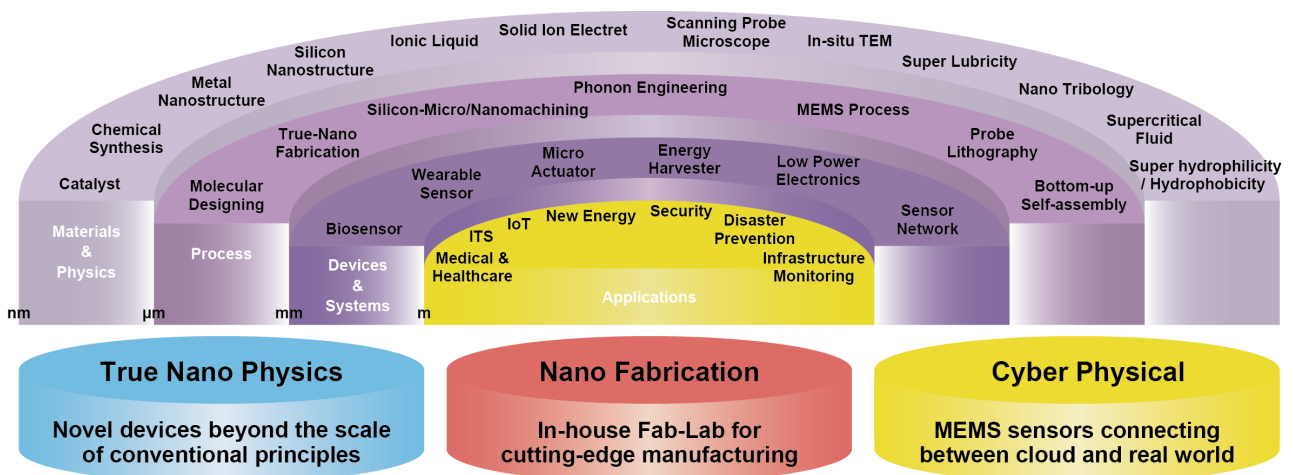 Scanning Probe
Microscope
Solid Ion Electret
Ionic Liquid
In-situ TEM
Silicon
Nanostructure
Super Lubricity
Metal
Nanostructure
Nano Tribology
Chemical
Synthesis
Supercritical
Fluid
Catalyst
Super hydrophilicity
/ Hydrophobicity
Phonon Engineering
Silicon-Micro/Nanomachining
MEMS Process
True-Nano
Fabrication
Probe
Lithography
Molecular
Designing
Bottom-up
Self-assembly
Micro
Actuator
Energy
Harvester
Low Power
Electronics
Wearable
Sensor
Biosensor
Sensor
Network
New Energy
Security
IoT
Disaster
Prevention
ITS
Medical &
Healthcare
Infrastructure
Monitoring
Materials
&
Physics
Process
Devices
&
Systems
Applications
nm
μm
mm
m
True Nano Physics
Novel devices beyond the scale
of conventional principles
Nano Fabrication
In-house Fab-Lab for
cutting-edge manufacturing
Cyber Physical
MEMS sensors connecting
between cloud and real world